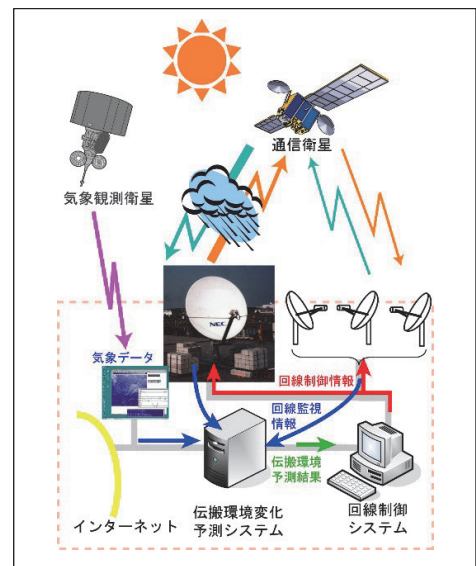 通信衛星
気象観測衛星
NEC
気象データ
回線制御情報
回線監視
情報
伝搬環境
予測結果
インターネット
伝搬環境変化
予測システム
回線制御
システム